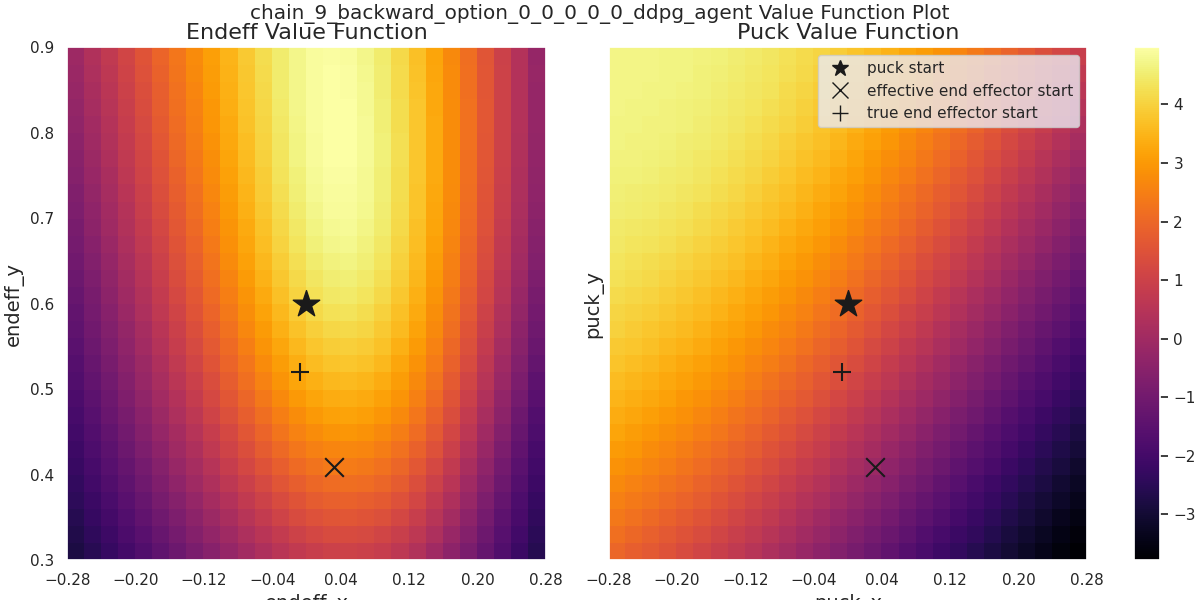 chain_9_backward_option_0_0_0_0_0_ddpg_agent Value Function Plot
Endeff Value Function
Puck Value Function
endeff_y
0.9
0.8
0.7
0.6
0.5
0.4
0.3
−0.28 −0.20 −0.12 −0.04 0.04 0.12 0.20 0.28
endeff_x
puck_y
puck start
effective end effector start
true end effector start
−0.28 −0.20 −0.12 −0.04 0.04 0.12 0.20 0.28
puck_x
4
3
2
1
0
−1
−2
−3